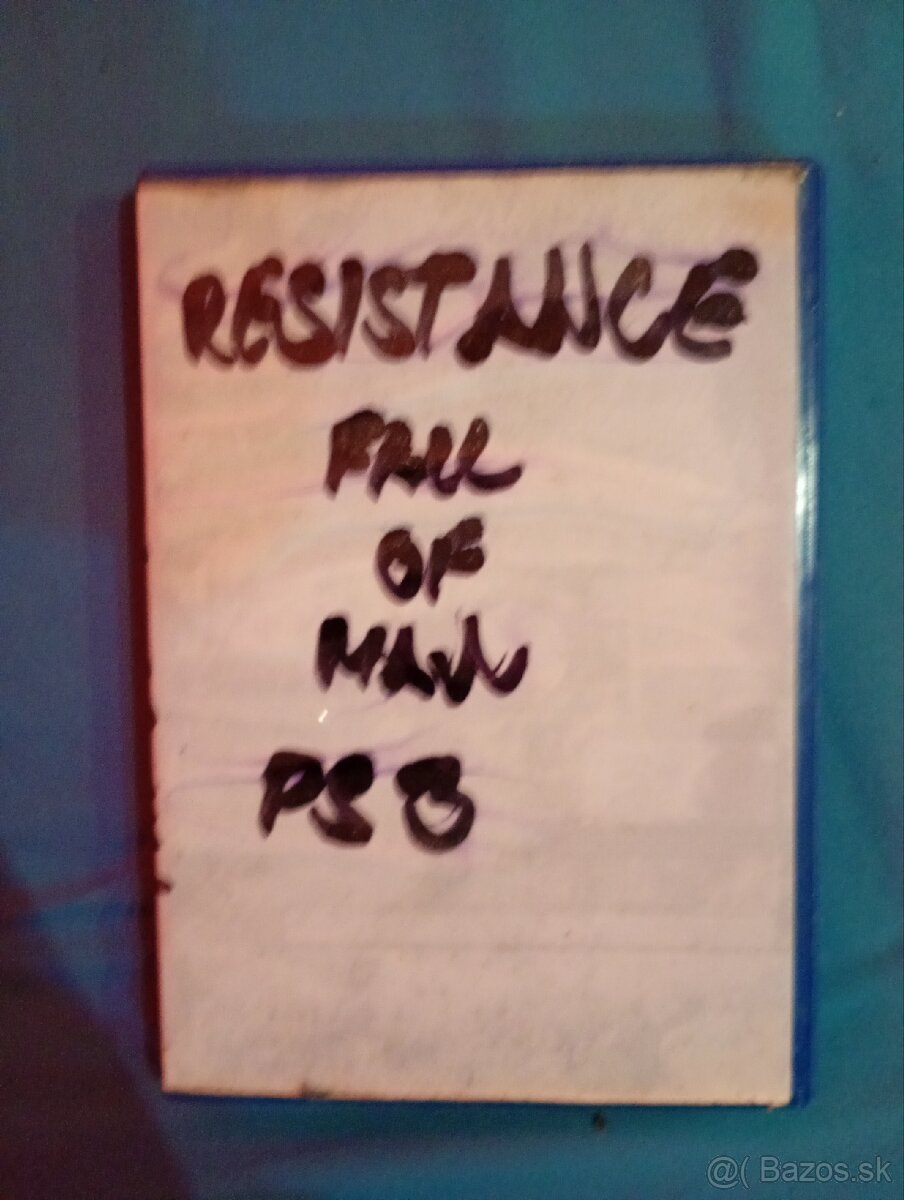 RESISTANCE
FALL
OF
MAN
PS3
@( Bazos.sk